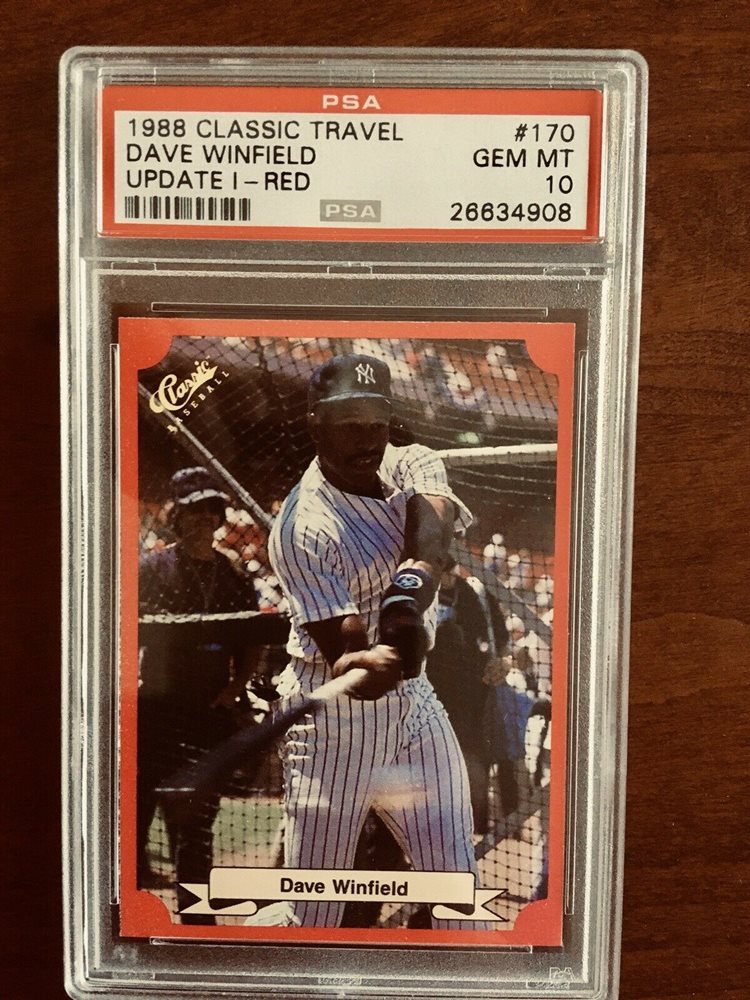 PSA
1988 CLASSIC TRAVEL #170
DAVE WINFIELD GEM MT
UPDATE I-RED 10
PSA 26634908
Classic
BASEBALL
NY
Dave Winfield